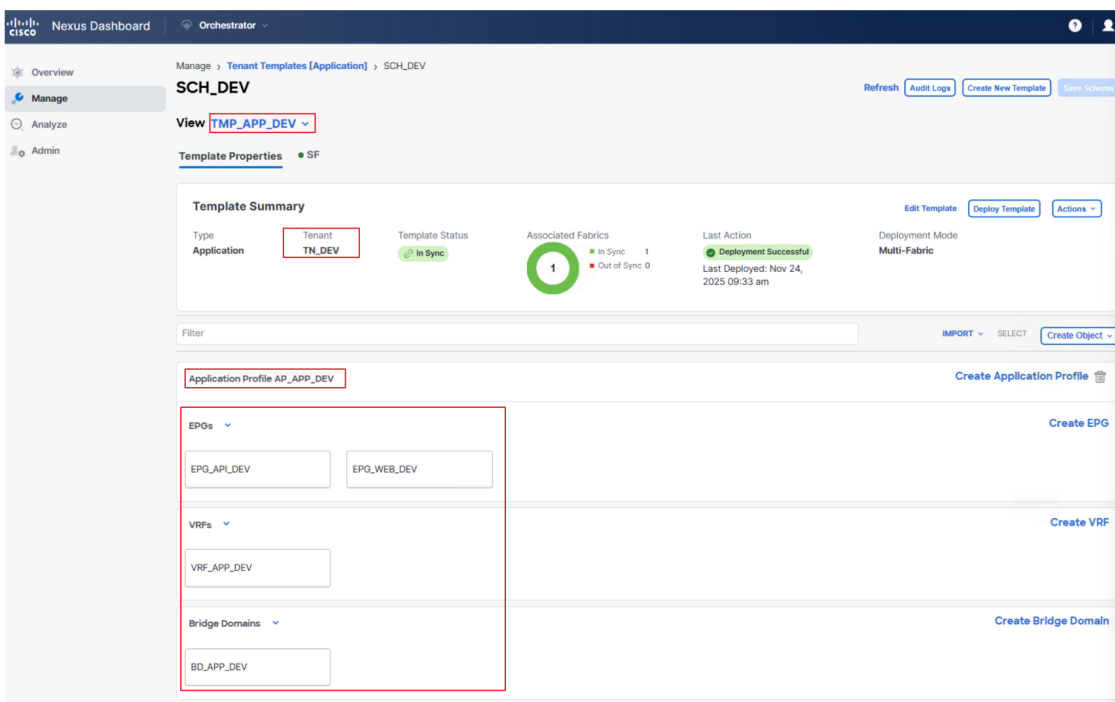 CISCO Nexus Dashboard Orchestrator ?
Overview
Manage
Analyze
Admin
Manage > Tenant Templates [Application] > SCH_DEV
SCH_DEV
Refresh Audit Logs Create New Template Save Schema
View TMP_APP_DEV
Template Properties SF
Template Summary
Edit Template Deploy Template Actions
Type Tenant Template Status Associated Fabrics Last Action Deployment Mode
Application TN_DEV In Sync 1 In Sync 1 Deployment Successful Multi-Fabric
Out of Sync 0 Last Deployed: Nov 24,
2025 09:33 am
Filter IMPORT SELECT Create Object
Application Profile AP_APP_DEV Create Application Profile
EPGs Create EPG
EPG_API_DEV EPG_WEB_DEV
VRFs Create VRF
VRF_APP_DEV
Bridge Domains Create Bridge Domain
BD_APP_DEV